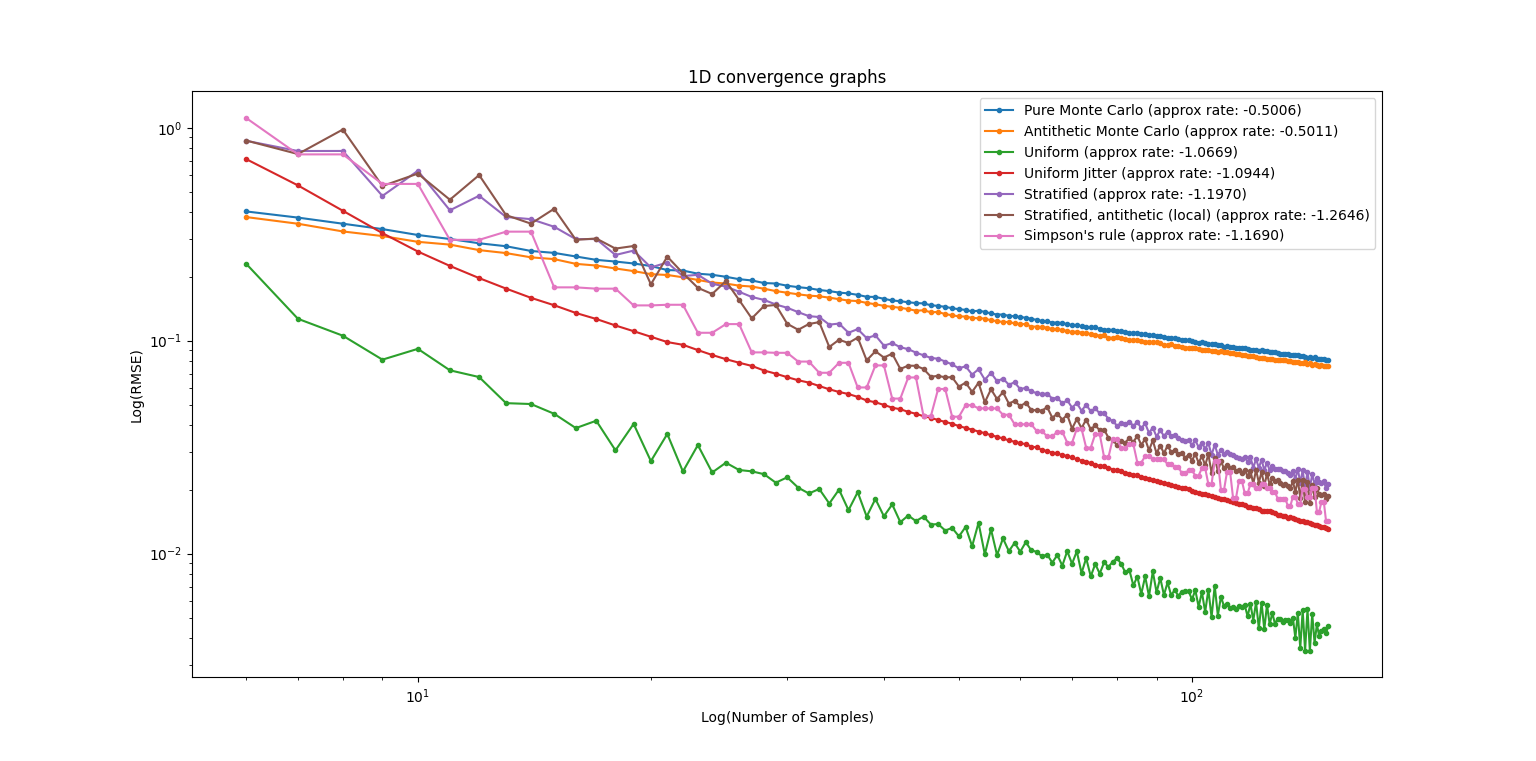 1D convergence graphs
Pure Monte Carlo (approx rate: -0.5006)
Antithetic Monte Carlo (approx rate: -0.5011)
Uniform (approx rate: -1.0669)
Uniform Jitter (approx rate: -1.0944)
Stratified (approx rate: -1.1970)
Stratified, antithetic (local) (approx rate: -1.2646)
Simpson's rule (approx rate: -1.1690)
Log(RMSE)
10⁰
10⁻¹
10⁻²
10¹
10²
Log(Number of Samples)